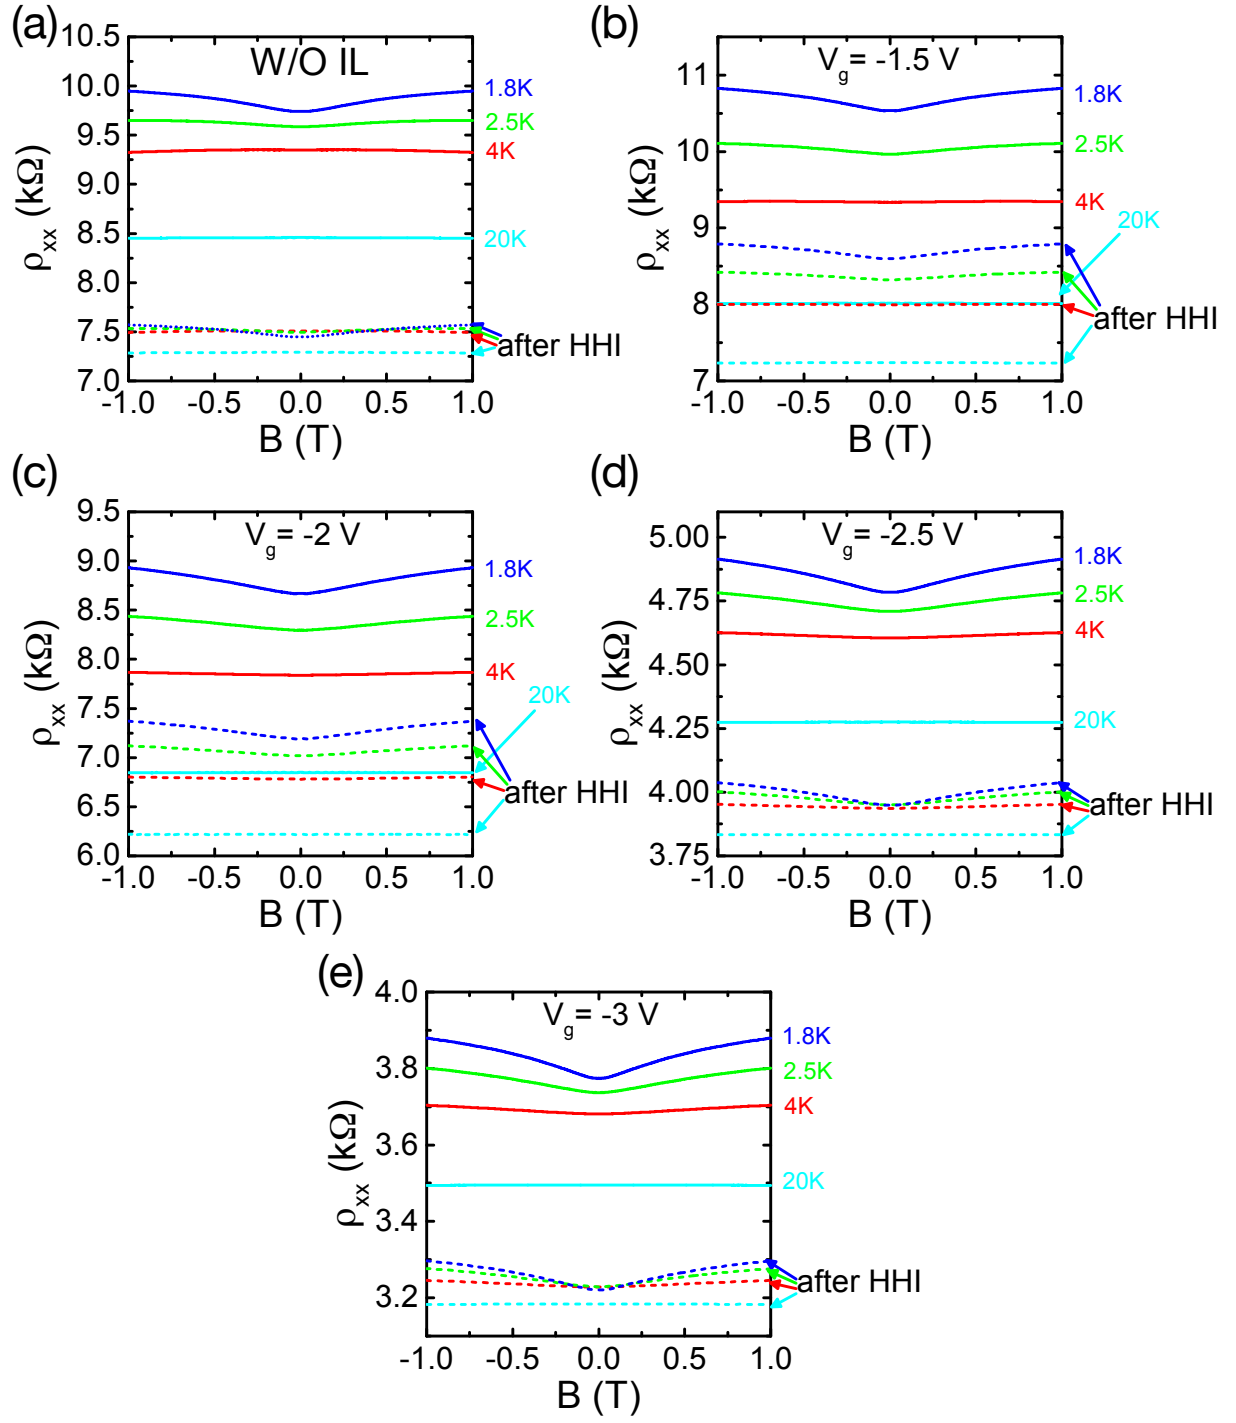 (a)
W/O IL
10.5
10.0
9.5
9.0
8.5
8.0
7.5
7.0
ρxx (kΩ)
1.8K
2.5K
4K
20K
after HHI
-1.0 -0.5 0.0 0.5 1.0
B (T)
(b)
Vg= -1.5 V
11
10
9
8
7
ρxx (kΩ)
1.8K
2.5K
4K
20K
after HHI
-1.0 -0.5 0.0 0.5 1.0
B (T)
(c)
Vg= -2 V
9.5
9.0
8.5
8.0
7.5
7.0
6.5
6.0
ρxx (kΩ)
1.8K
2.5K
4K
20K
after HHI
-1.0 -0.5 0.0 0.5 1.0
B (T)
(d)
Vg= -2.5 V
5.00
4.75
4.50
4.25
4.00
3.75
ρxx (kΩ)
1.8K
2.5K
4K
20K
after HHI
-1.0 -0.5 0.0 0.5 1.0
B (T)
(e)
Vg= -3 V
4.0
3.8
3.6
3.4
3.2
ρxx (kΩ)
1.8K
2.5K
4K
20K
after HHI
-1.0 -0.5 0.0 0.5 1.0
B (T)